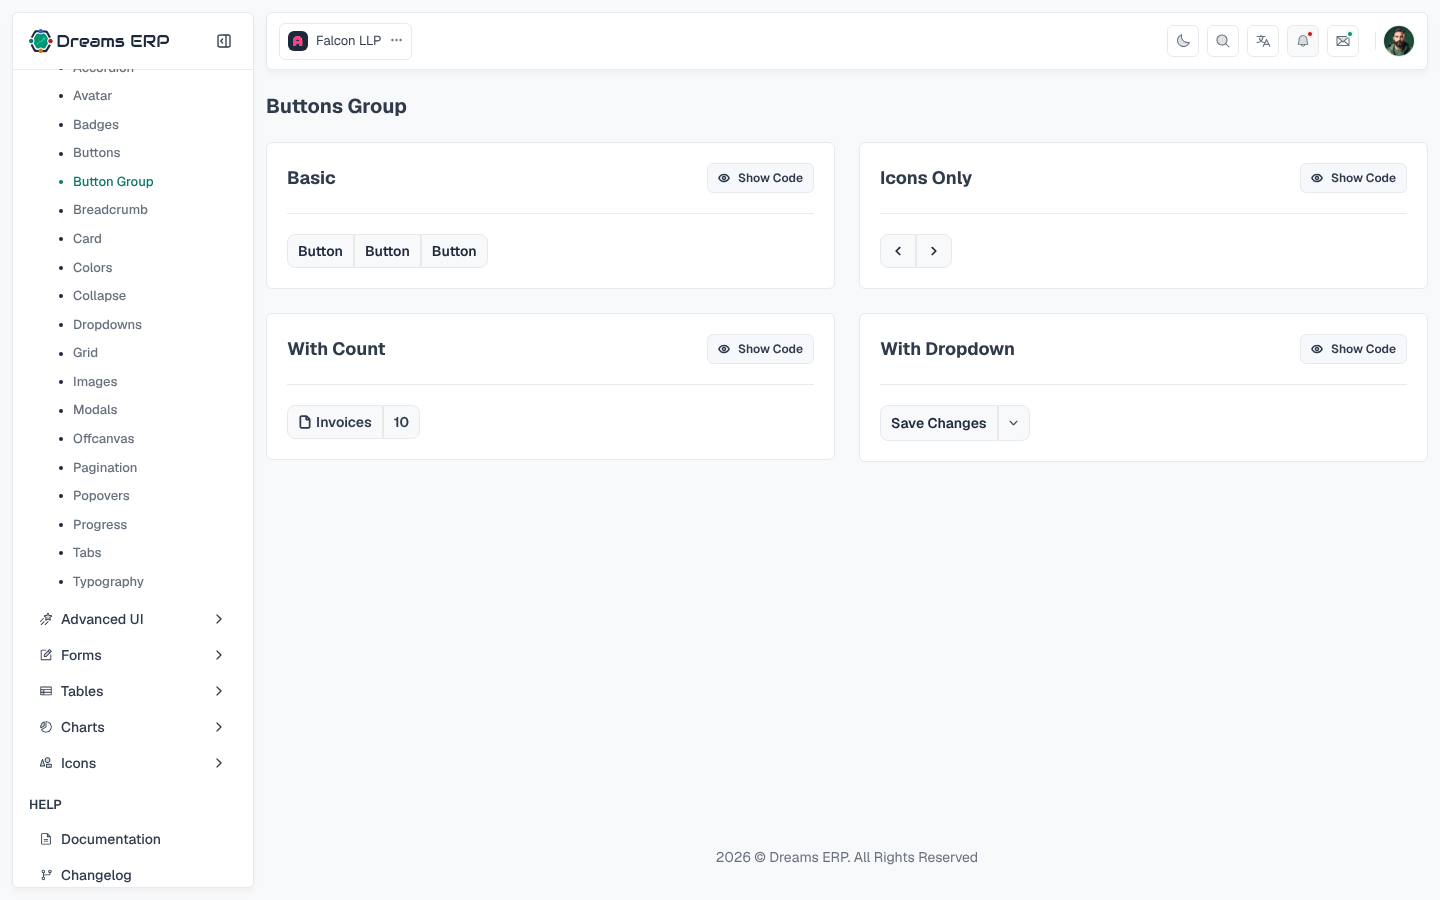 Dreams ERP
Accordion
Avatar
Badges
Buttons
Button Group
Breadcrumb
Card
Colors
Collapse
Dropdowns
Grid
Images
Modals
Offcanvas
Pagination
Popovers
Progress
Tabs
Typography
Advanced UI
Forms
Tables
Charts
Icons
HELP
Documentation
Changelog
Falcon LLP
Buttons Group
Basic
Show Code
Button Button Button
Icons Only
Show Code
With Count
Show Code
Invoices 10
With Dropdown
Show Code
Save Changes
2026 © Dreams ERP. All Rights Reserved